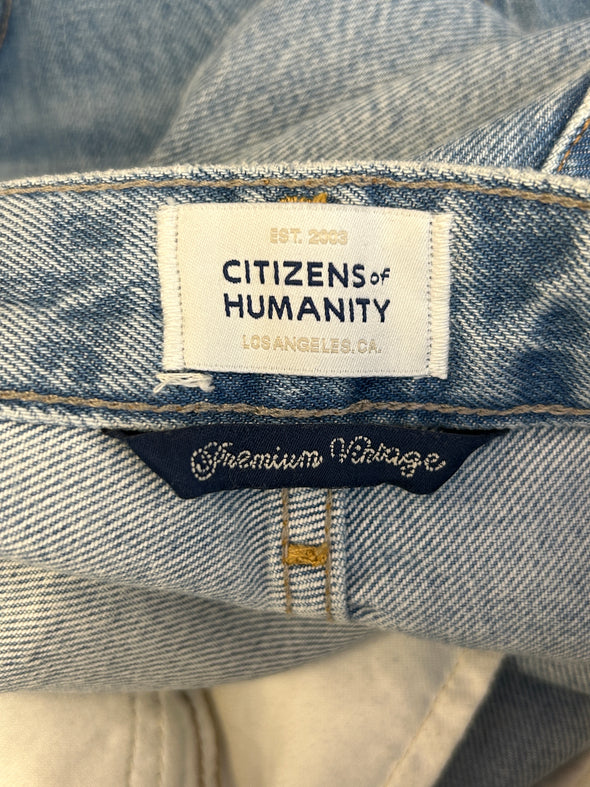 EST. 2003
CITIZENS of
HUMANITY
LOS ANGELES. CA.
Premium Vintage